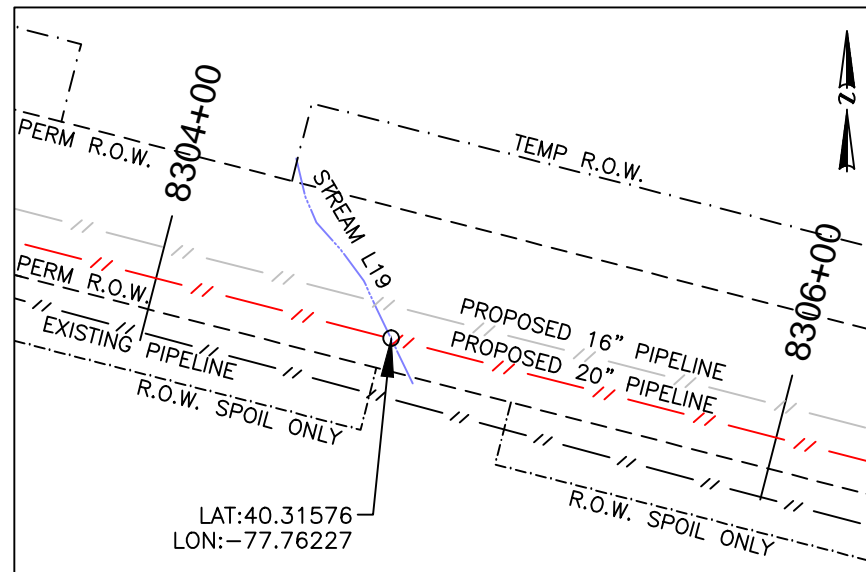 PERM R.O.W.
8304+00
TEMP R.O.W.
STREAM L19
PERM R.O.W.
EXISTING PIPELINE
R.O.W. SPOIL ONLY
PROPOSED 16" PIPELINE
PROPOSED 20" PIPELINE
8306+00
R.O.W. SPOIL ONLY
LAT:40.31576
LON:-77.76227
N